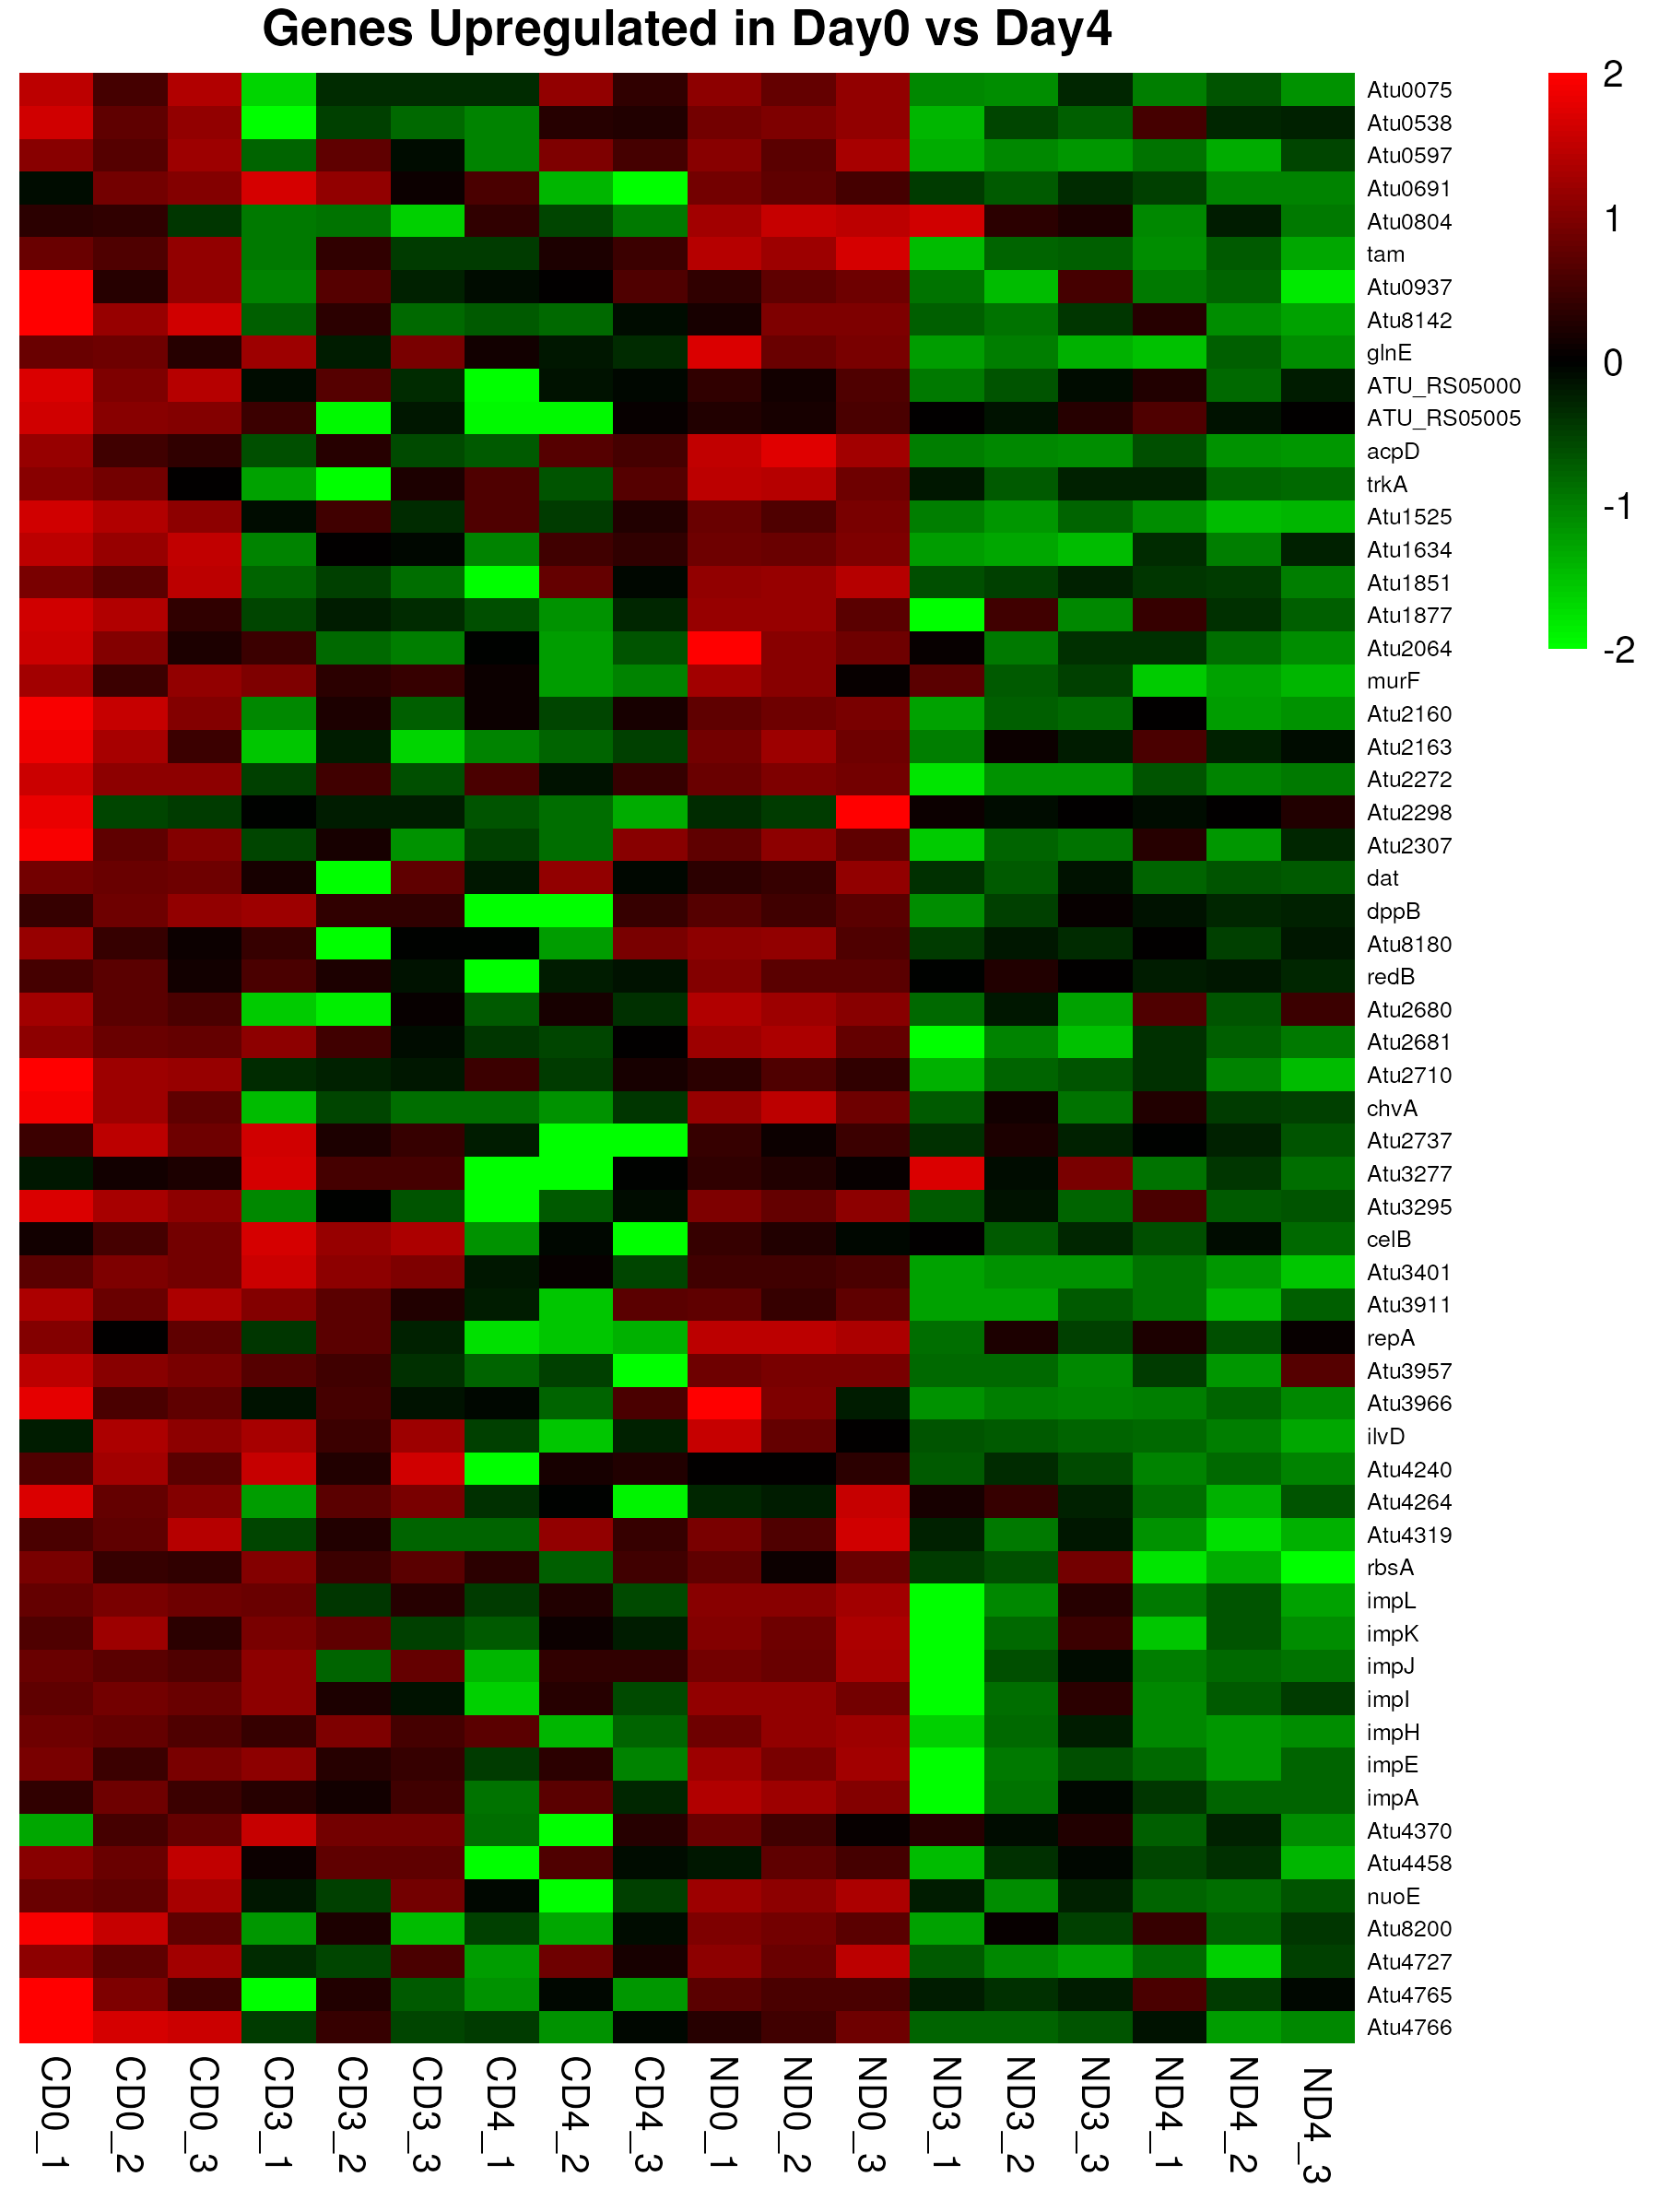 Genes Upregulated in Day0 vs Day4
Atu0075
Atu0538
Atu0597
Atu0691
Atu0804
tam
Atu0937
Atu8142
glnE
ATU_RS05000
ATU_RS05005
acpD
trkA
Atu1525
Atu1634
Atu1851
Atu1877
Atu2064
murF
Atu2160
Atu2163
Atu2272
Atu2298
Atu2307
dat
dppB
Atu8180
redB
Atu2680
Atu2681
Atu2710
chvA
Atu2737
Atu3277
Atu3295
celB
Atu3401
Atu3911
repA
Atu3957
Atu3966
ilvD
Atu4240
Atu4264
Atu4319
rbsA
impL
impK
impJ
impI
impH
impE
impA
Atu4370
Atu4458
nuoE
Atu8200
Atu4727
Atu4765
Atu4766
2
1
0
-1
-2
CD0_1
CD0_2
CD0_3
CD3_1
CD3_2
CD3_3
CD4_1
CD4_2
CD4_3
ND0_1
ND0_2
ND0_3
ND3_1
ND3_2
ND3_3
ND4_1
ND4_2
ND4_3